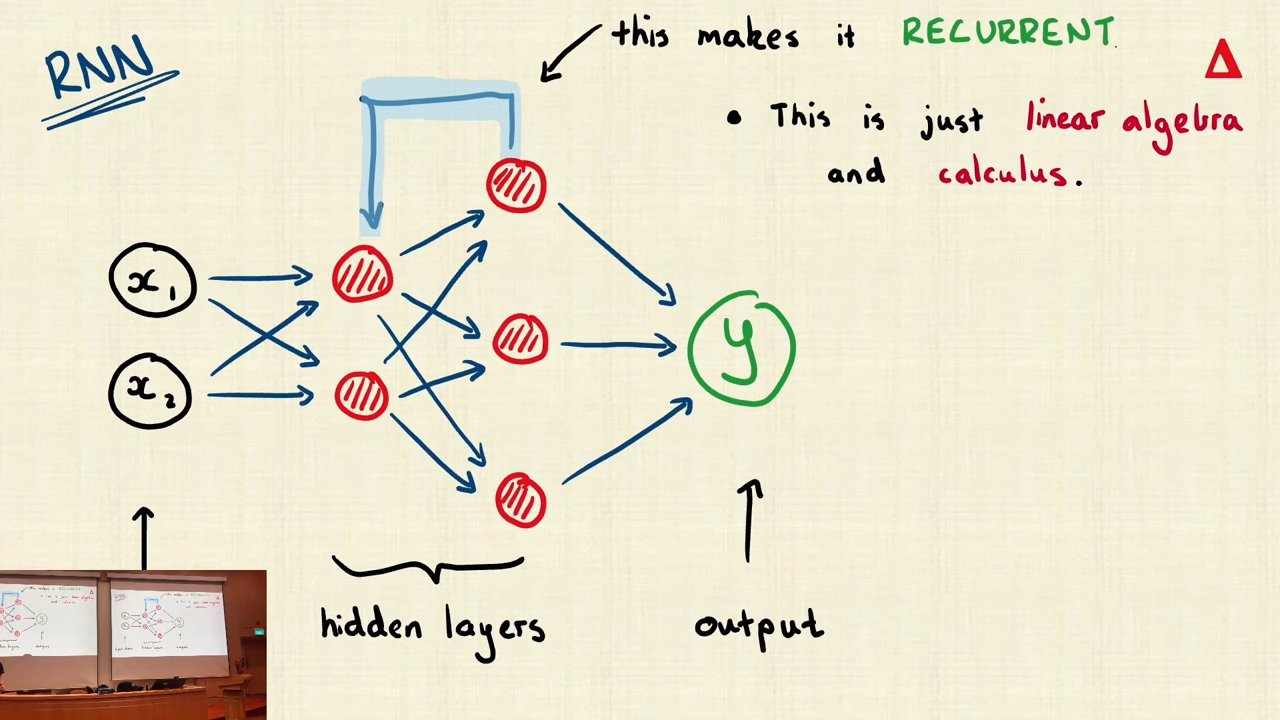 RNN
this makes it RECURRENT.
• This is just linear algebra
and calculus.
x₁
x₂
y
hidden layers
output